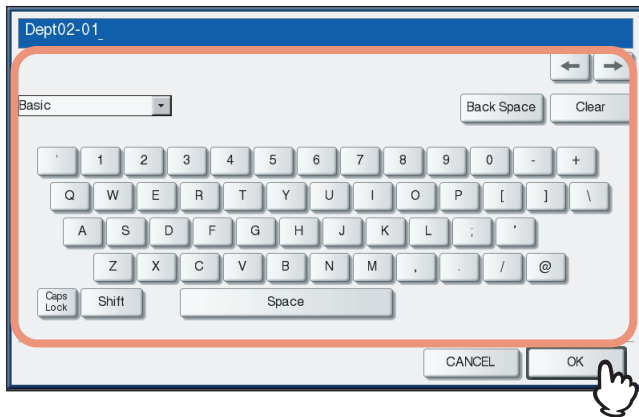 Dept02-01_
← →
Basic Back Space Clear
` 1 2 3 4 5 6 7 8 9 0 - +
Q W E R T Y U I O P [ ] \
A S D F G H J K L ; '
Z X C V B N M , . / @
Caps Lock Shift Space
CANCEL OK